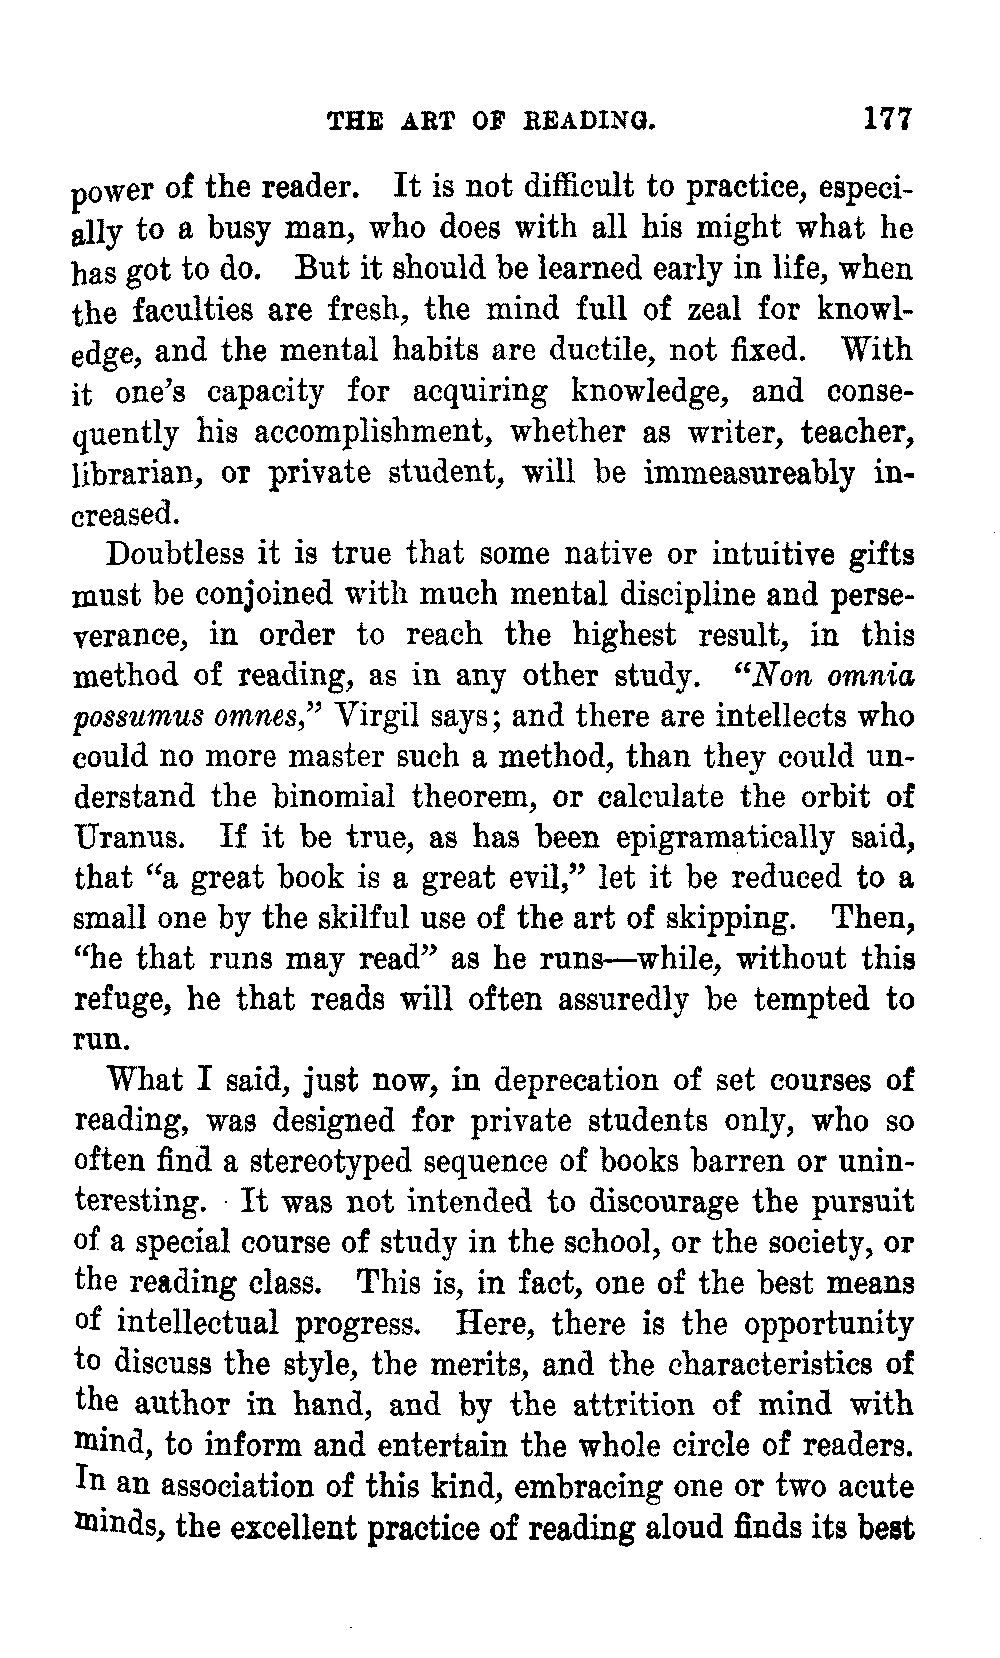 THE ART OF READING. 177
power of the reader. It is not difficult to practice, especi-
ally to a busy man, who does with all his might what he
has got to do. But it should be learned early in life, when
the faculties are fresh, the mind full of zeal for knowl-
edge, and the mental habits are ductile, not fixed. With
it one's capacity for acquiring knowledge, and conse-
quently his accomplishment, whether as writer, teacher,
librarian, or private student, will be immeasureably in-
creased.
Doubtless it is true that some native or intuitive gifts
must be conjoined with much mental discipline and perse-
verance, in order to reach the highest result, in this
method of reading, as in any other study. “Non omnia
possumus omnes,” Virgil says; and there are intellects who
could no more master such a method, than they could un-
derstand the binomial theorem, or calculate the orbit of
Uranus. If it be true, as has been epigramatically said,
that “a great book is a great evil,” let it be reduced to a
small one by the skilful use of the art of skipping. Then,
“he that runs may read” as he runs—while, without this
refuge, he that reads will often assuredly be tempted to
run.
What I said, just now, in deprecation of set courses of
reading, was designed for private students only, who so
often find a stereotyped sequence of books barren or unin-
teresting. It was not intended to discourage the pursuit
of a special course of study in the school, or the society, or
the reading class. This is, in fact, one of the best means
of intellectual progress. Here, there is the opportunity
to discuss the style, the merits, and the characteristics of
the author in hand, and by the attrition of mind with
mind, to inform and entertain the whole circle of readers.
In an association of this kind, embracing one or two acute
minds, the excellent practice of reading aloud finds its best